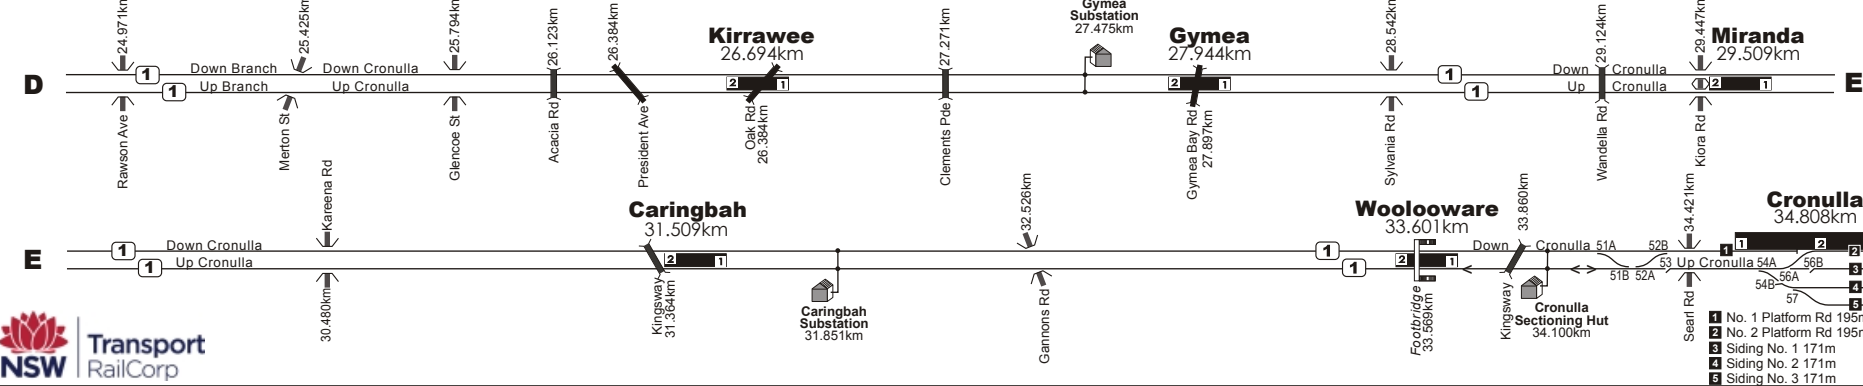 Gymea
Substation
27.475km
24.971km
25.425km
25.794km
26.123km
26.384km
Kirrawee
26.694km
27.271km
Gymea
27.944km
28.542km
29.124km
29.447km
Miranda
29.509km
D
1
Down Branch
Down Cronulla
2
1
2
1
1
Down
Cronulla
2
1
E
1
Up Branch
Up Cronulla
1
Up
Cronulla
Rawson Ave
Merton St
Glencoe St
Acacia Rd
President Ave
Oak Rd
26.384km
Clements Pde
Gymea Bay Rd
27.897km
Sylvania Rd
Wandella Rd
Kiora Rd
Kareena Rd
Caringbah
31.509km
32.526km
Woolooware
33.601km
33.860km
34.421km
Cronulla
34.808km
E
1
Down Cronulla
1
Down
Cronulla
51A
52B
1
1
2
2
1
Up Cronulla
2
1
1
2
1
51B
52A
53
Up Cronulla
54A
56B
3
56A
54B
4
57
5
30.480km
Kingsway
31.364km
Caringbah
Substation
31.851km
Gannons Rd
Footbridge
33.569km
Kingsway
Cronulla
Sectioning Hut
34.100km
Searl Rd
1 No. 1 Platform Rd 195m
2 No. 2 Platform Rd 195m
3 Siding No. 1 171m
4 Siding No. 2 171m
5 Siding No. 3 171m
NSW
Transport
RailCorp